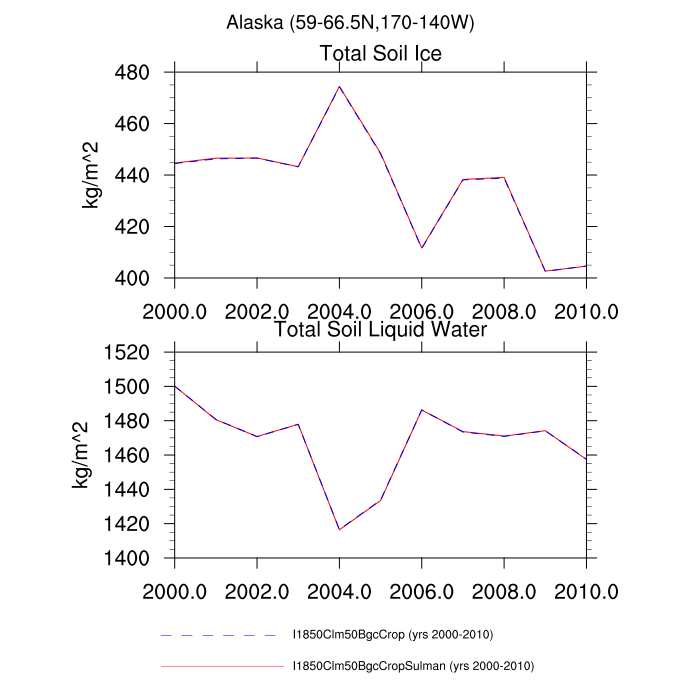 Alaska (59-66.5N,170-140W)
Total Soil Ice
480
460
440
420
400
kg/m^2
2000.0 2002.0 2004.0 2006.0 2008.0 2010.0
Total Soil Liquid Water
1520
1500
1480
1460
1440
1420
1400
kg/m^2
2000.0 2002.0 2004.0 2006.0 2008.0 2010.0
I1850Clm50BgcCrop (yrs 2000-2010)
I1850Clm50BgcCropSulman (yrs 2000-2010)